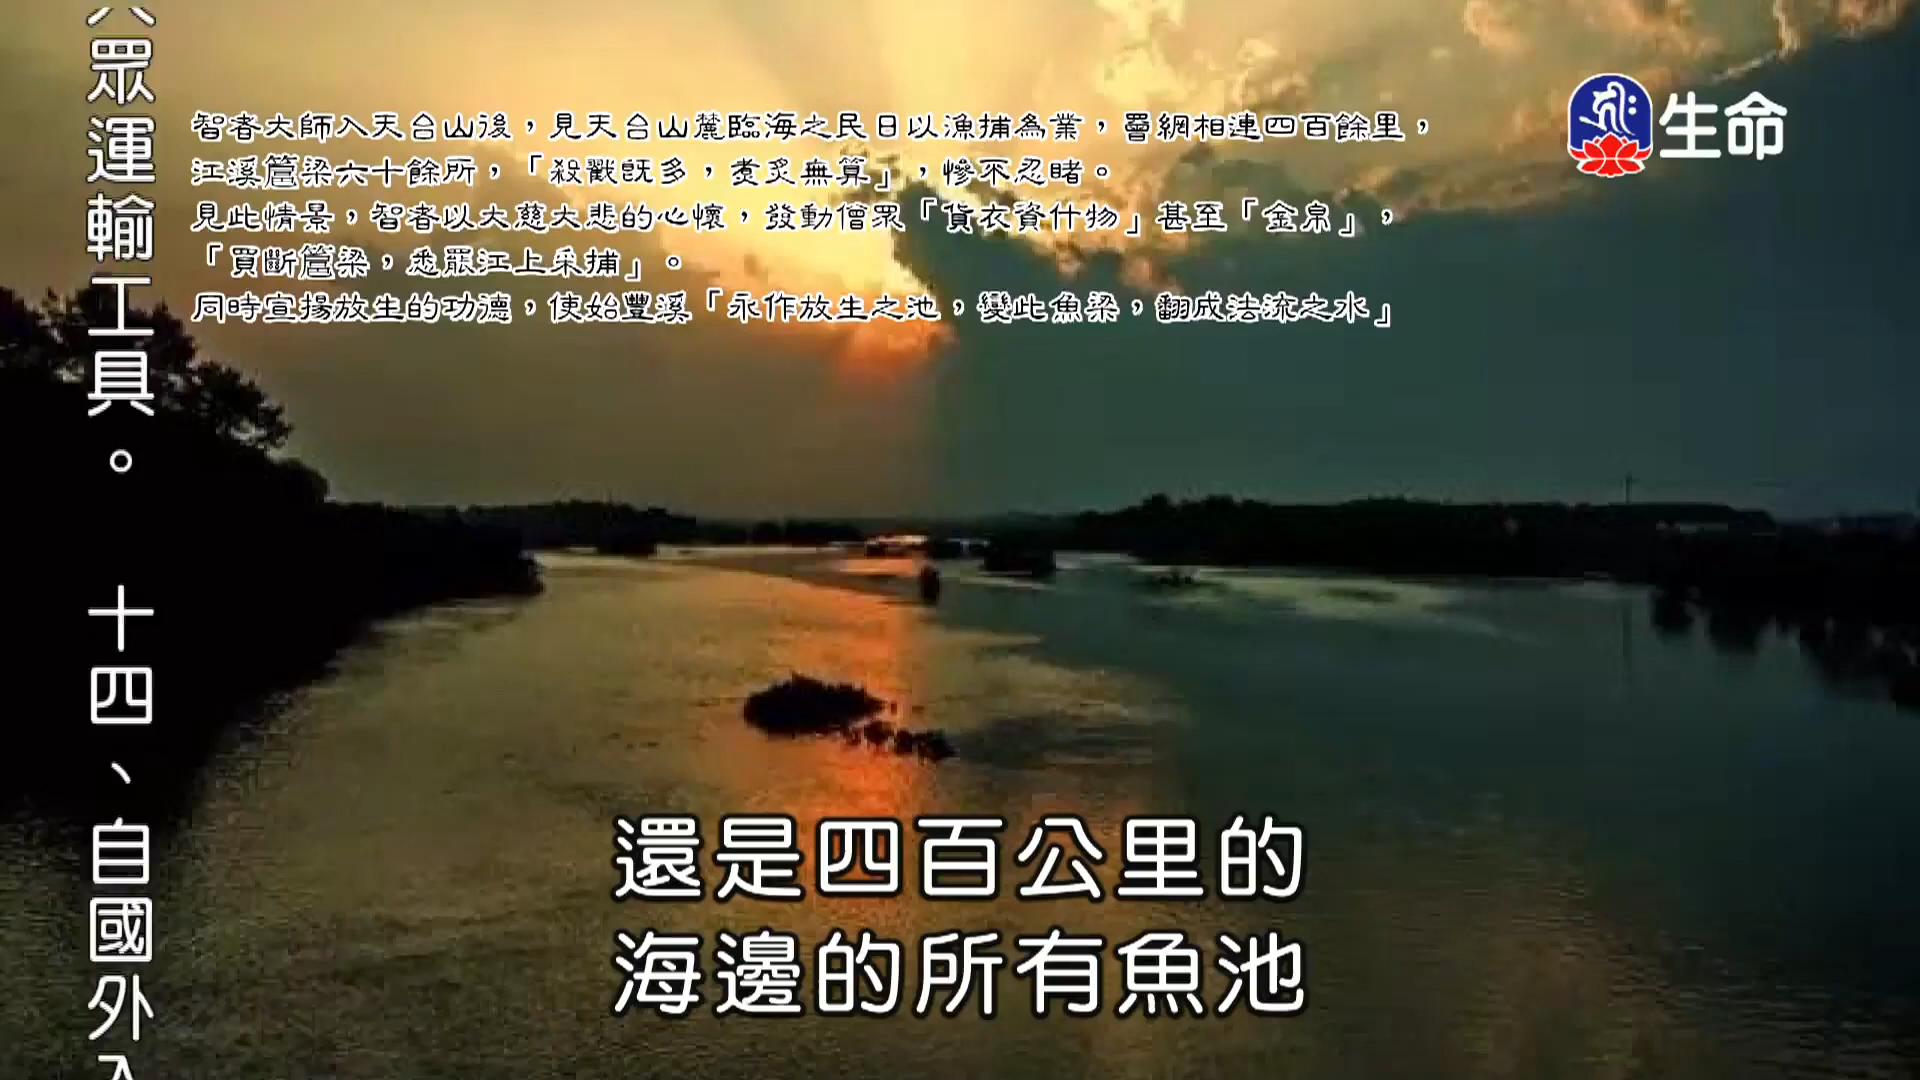 眾運輸工具。 十四、自國外入
智者大師入天台山後，見天台山麓臨海之民日以漁捕為業，罾網相連四百餘里，
江溪簄梁六十餘所，「殺戮既多，煮炙無算」，慘不忍睹。
見此情景，智者以大慈大悲的心懷，發動僧眾「貨衣資什物」甚至「金帛」，
「買斷簄梁，悉罷江上采捕」。
同時宣揚放生的功德，使始豐溪「永作放生之池，變此魚梁，翻成法流之水」
生命
還是四百公里的
海邊的所有魚池